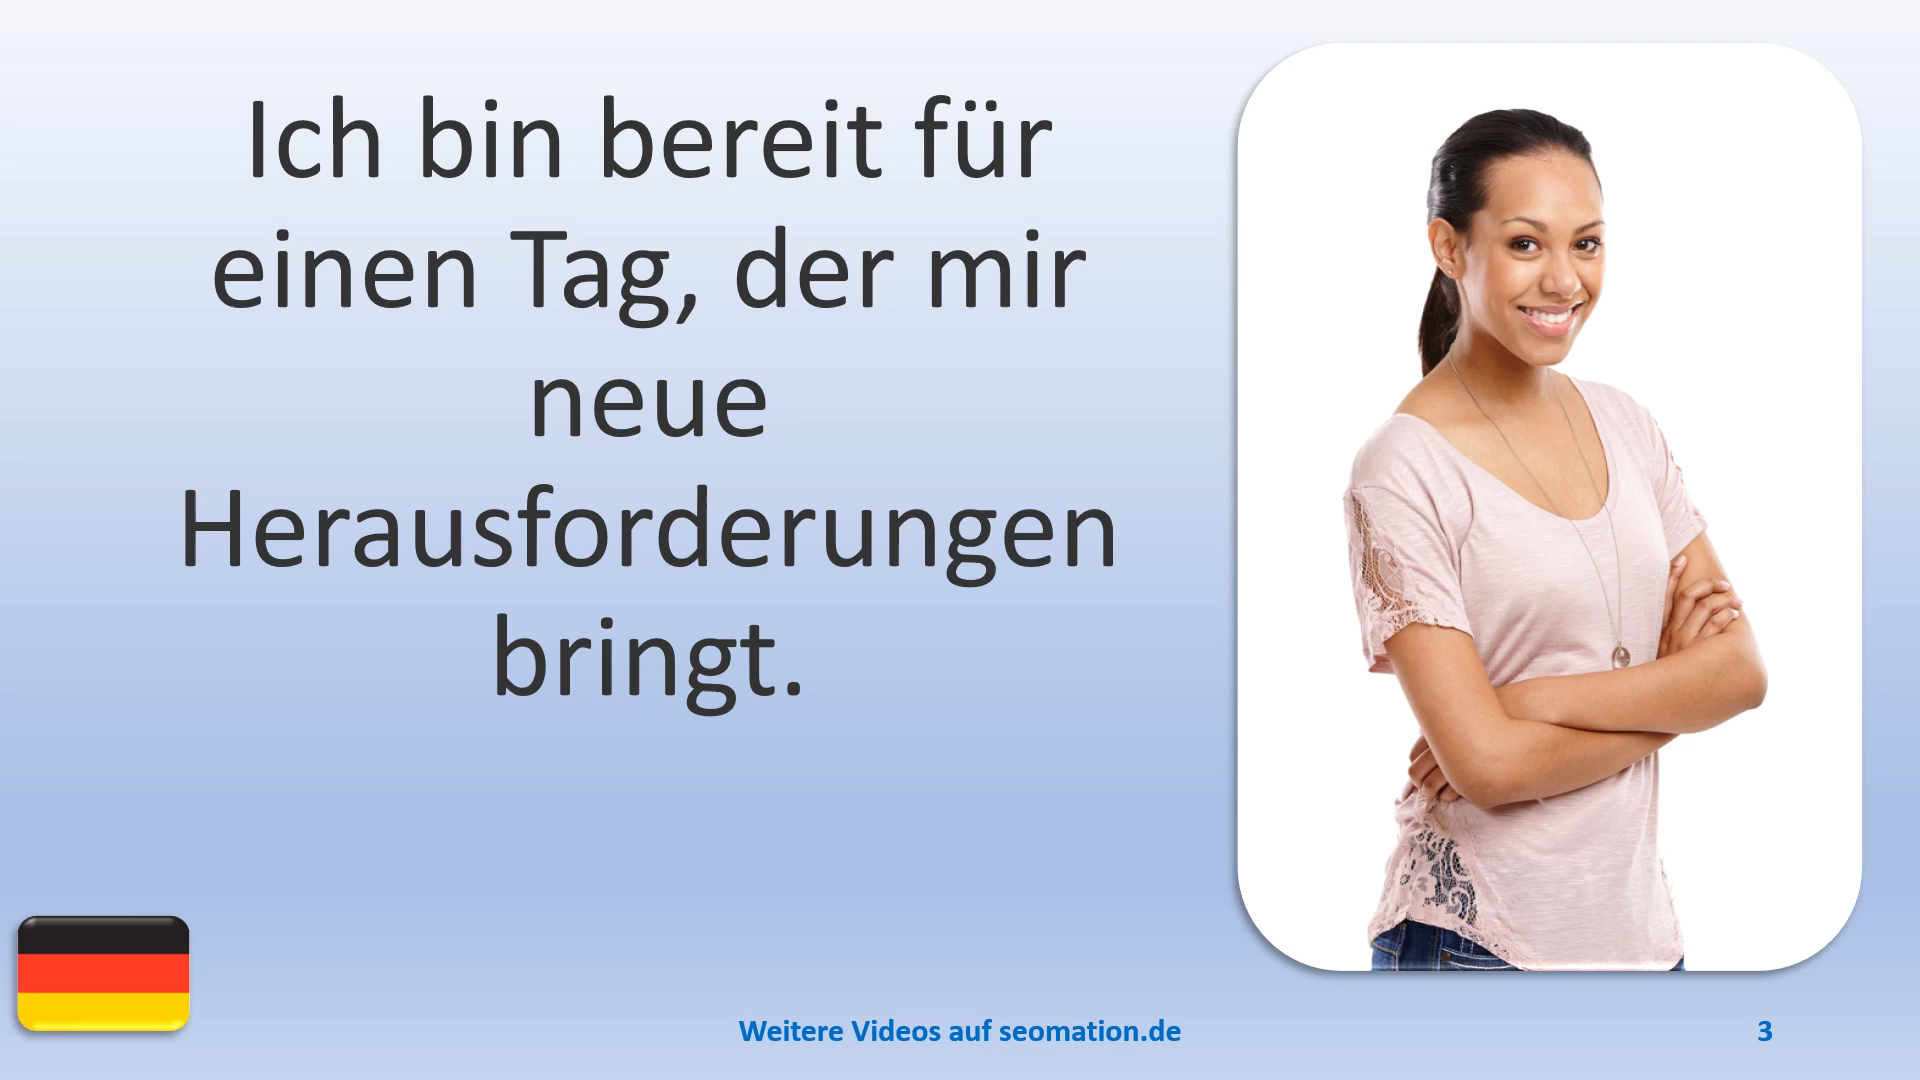 Ich bin bereit für
einen Tag, der mir
neue
Herausforderungen
bringt.
Weitere Videos auf seomation.de
3